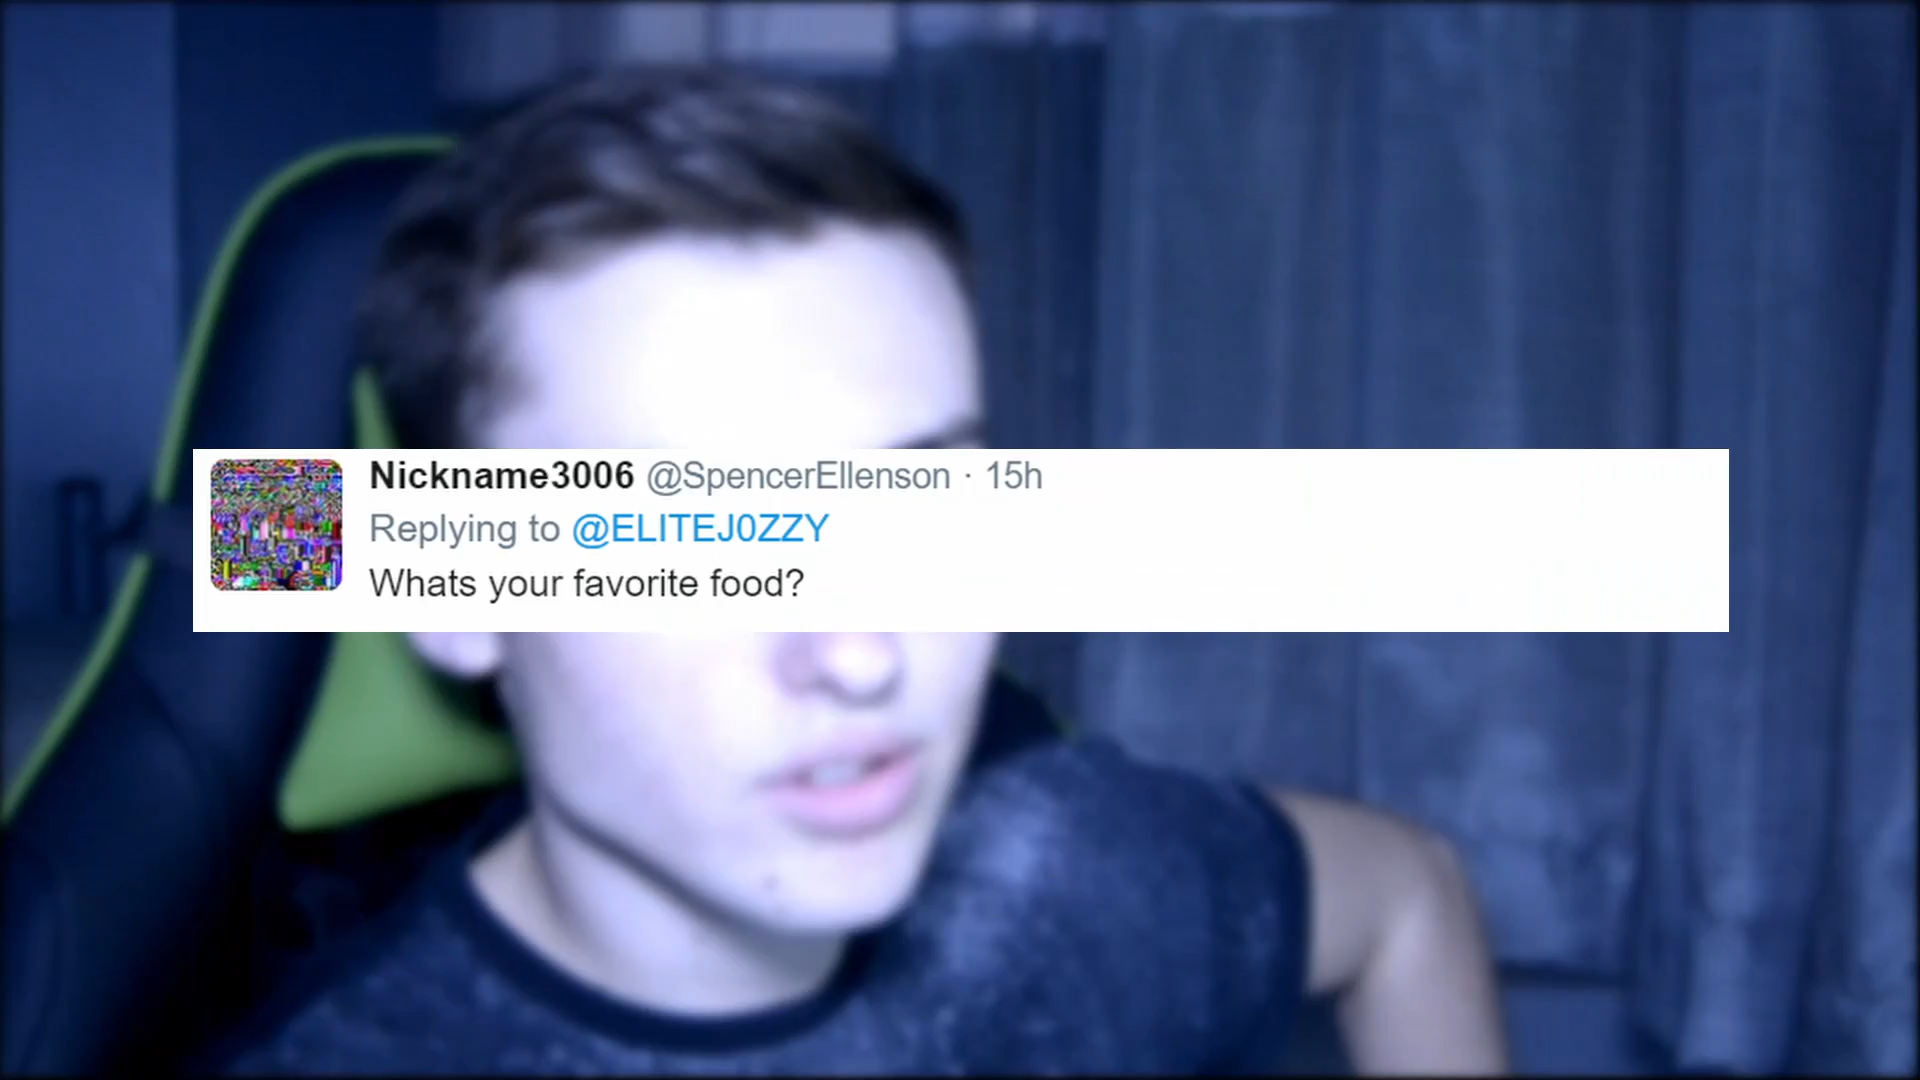 Nickname3006 @SpencerEllenson · 15h
Replying to @ELITEJ0ZZY
Whats your favorite food?